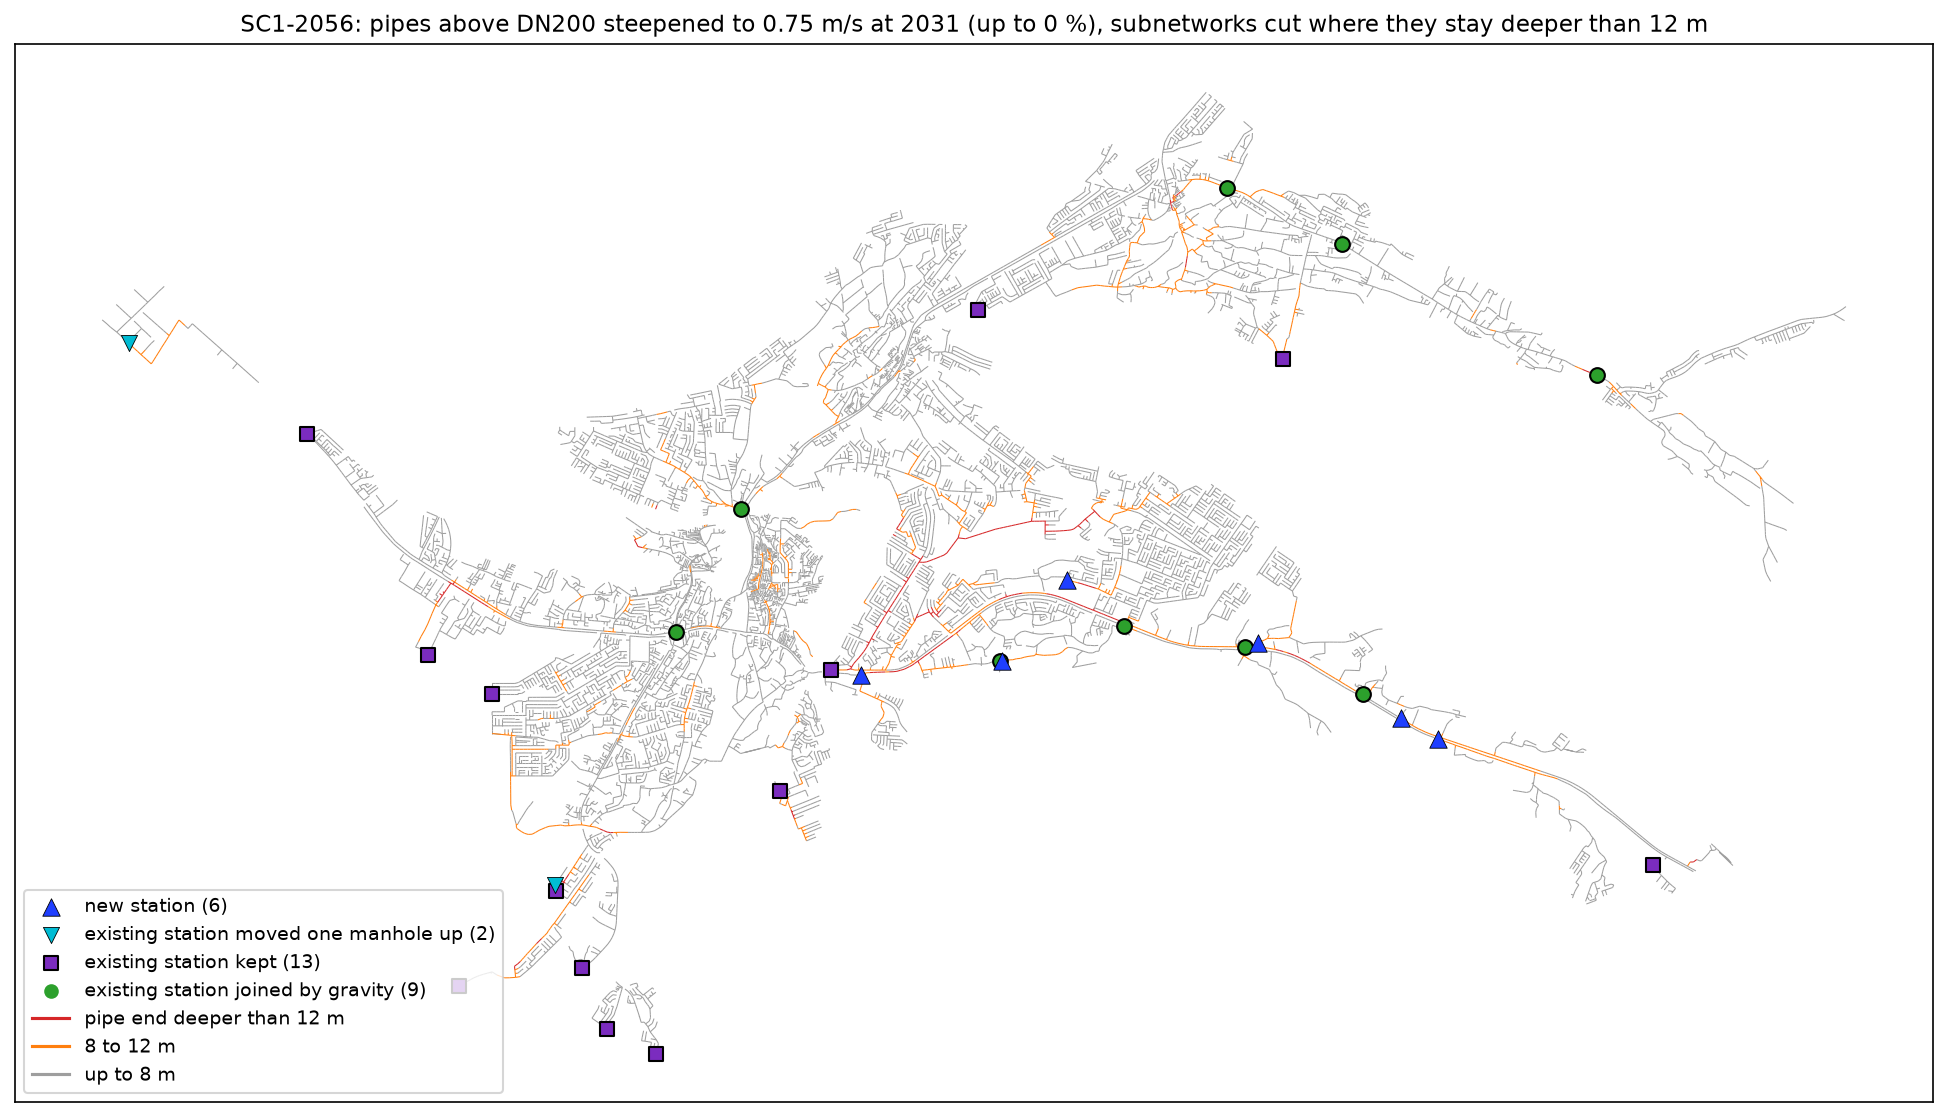 SC1-2056: pipes above DN200 steepened to 0.75 m/s at 2031 (up to 0 %), subnetworks cut where they stay deeper than 12 m
new station (6)
existing station moved one manhole up (2)
existing station kept (13)
existing station joined by gravity (9)
pipe end deeper than 12 m
8 to 12 m
up to 8 m